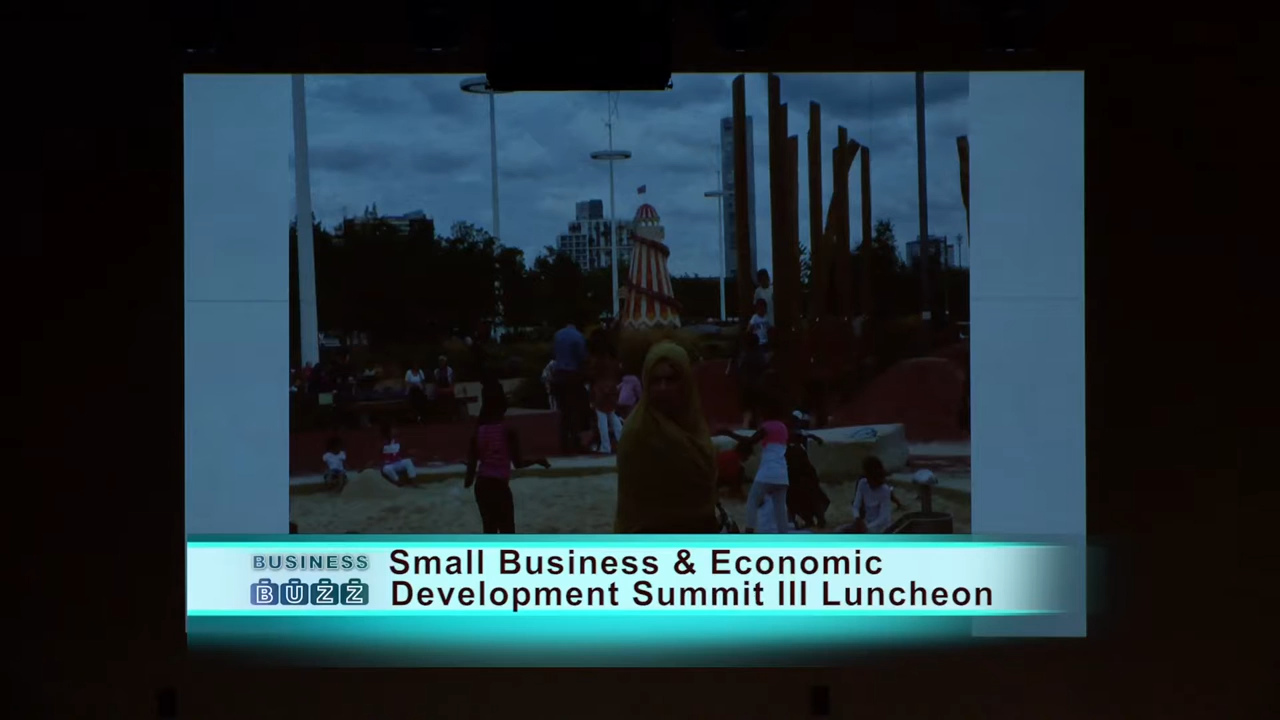 BUSINESS
BUZZ
Small Business & Economic
Development Summit III Luncheon